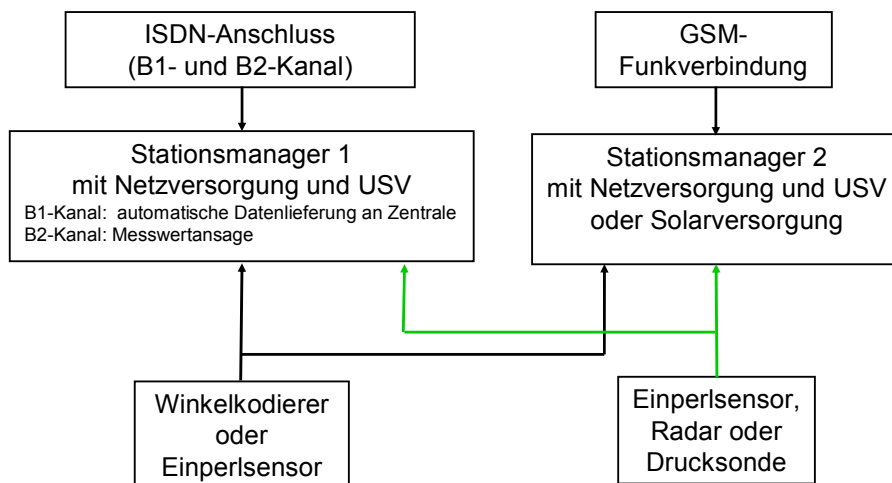 ISDN-Anschluss
(B1- und B2-Kanal)
GSM-
Funkverbindung
Stationsmanager 1
mit Netzversorgung und USV
B1-Kanal: automatische Datenlieferung an Zentrale
B2-Kanal: Messwertansage
Stationsmanager 2
mit Netzversorgung und USV
oder Solarversorgung
Winkelkodierer
oder
Einperlsensor
Einperlsensor,
Radar oder
Drucksonde